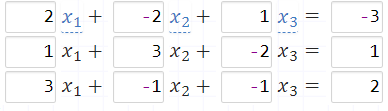 2 x₁ + -2 x₂ + 1 x₃ = -3
1 x₁ + 3 x₂ + -2 x₃ = 1
3 x₁ + -1 x₂ + -1 x₃ = 2